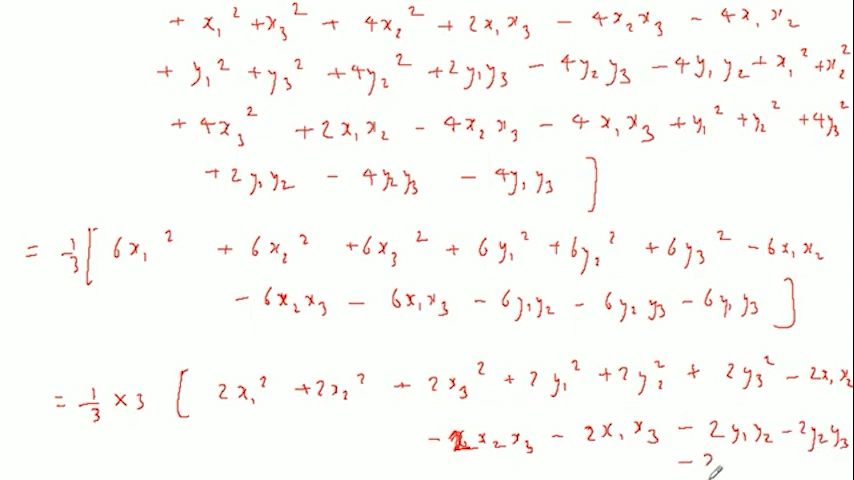 + x₁² + x₃² + 4x₂² + 2x₁x₃ − 4x₂x₃ − 4x₁x₂
+ y₁² + y₃² + 4y₂² + 2y₁y₃ − 4y₂y₃ − 4y₁y₂ + x₁² + x₂²
+ 4x₃² + 2x₁x₂ − 4x₂x₃ − 4x₁x₃ + y₁² + y₂² + 4y₃²
+ 2y₁y₂ − 4y₂y₃ − 4y₁y₃ ]
= 1/3 [ 6x₁² + 6x₂² + 6x₃² + 6y₁² + 6y₂² + 6y₃² − 6x₁x₂
− 6x₂x₃ − 6x₁x₃ − 6y₁y₂ − 6y₂y₃ − 6y₁y₃ ]
= 1/3 × 3 [ 2x₁² + 2x₂² + 2x₃² + 2y₁² + 2y₂² + 2y₃² − 2x₁x₂
− 2x₂x₃ − 2x₁x₃ − 2y₁y₂ − 2y₂y₃
− 2